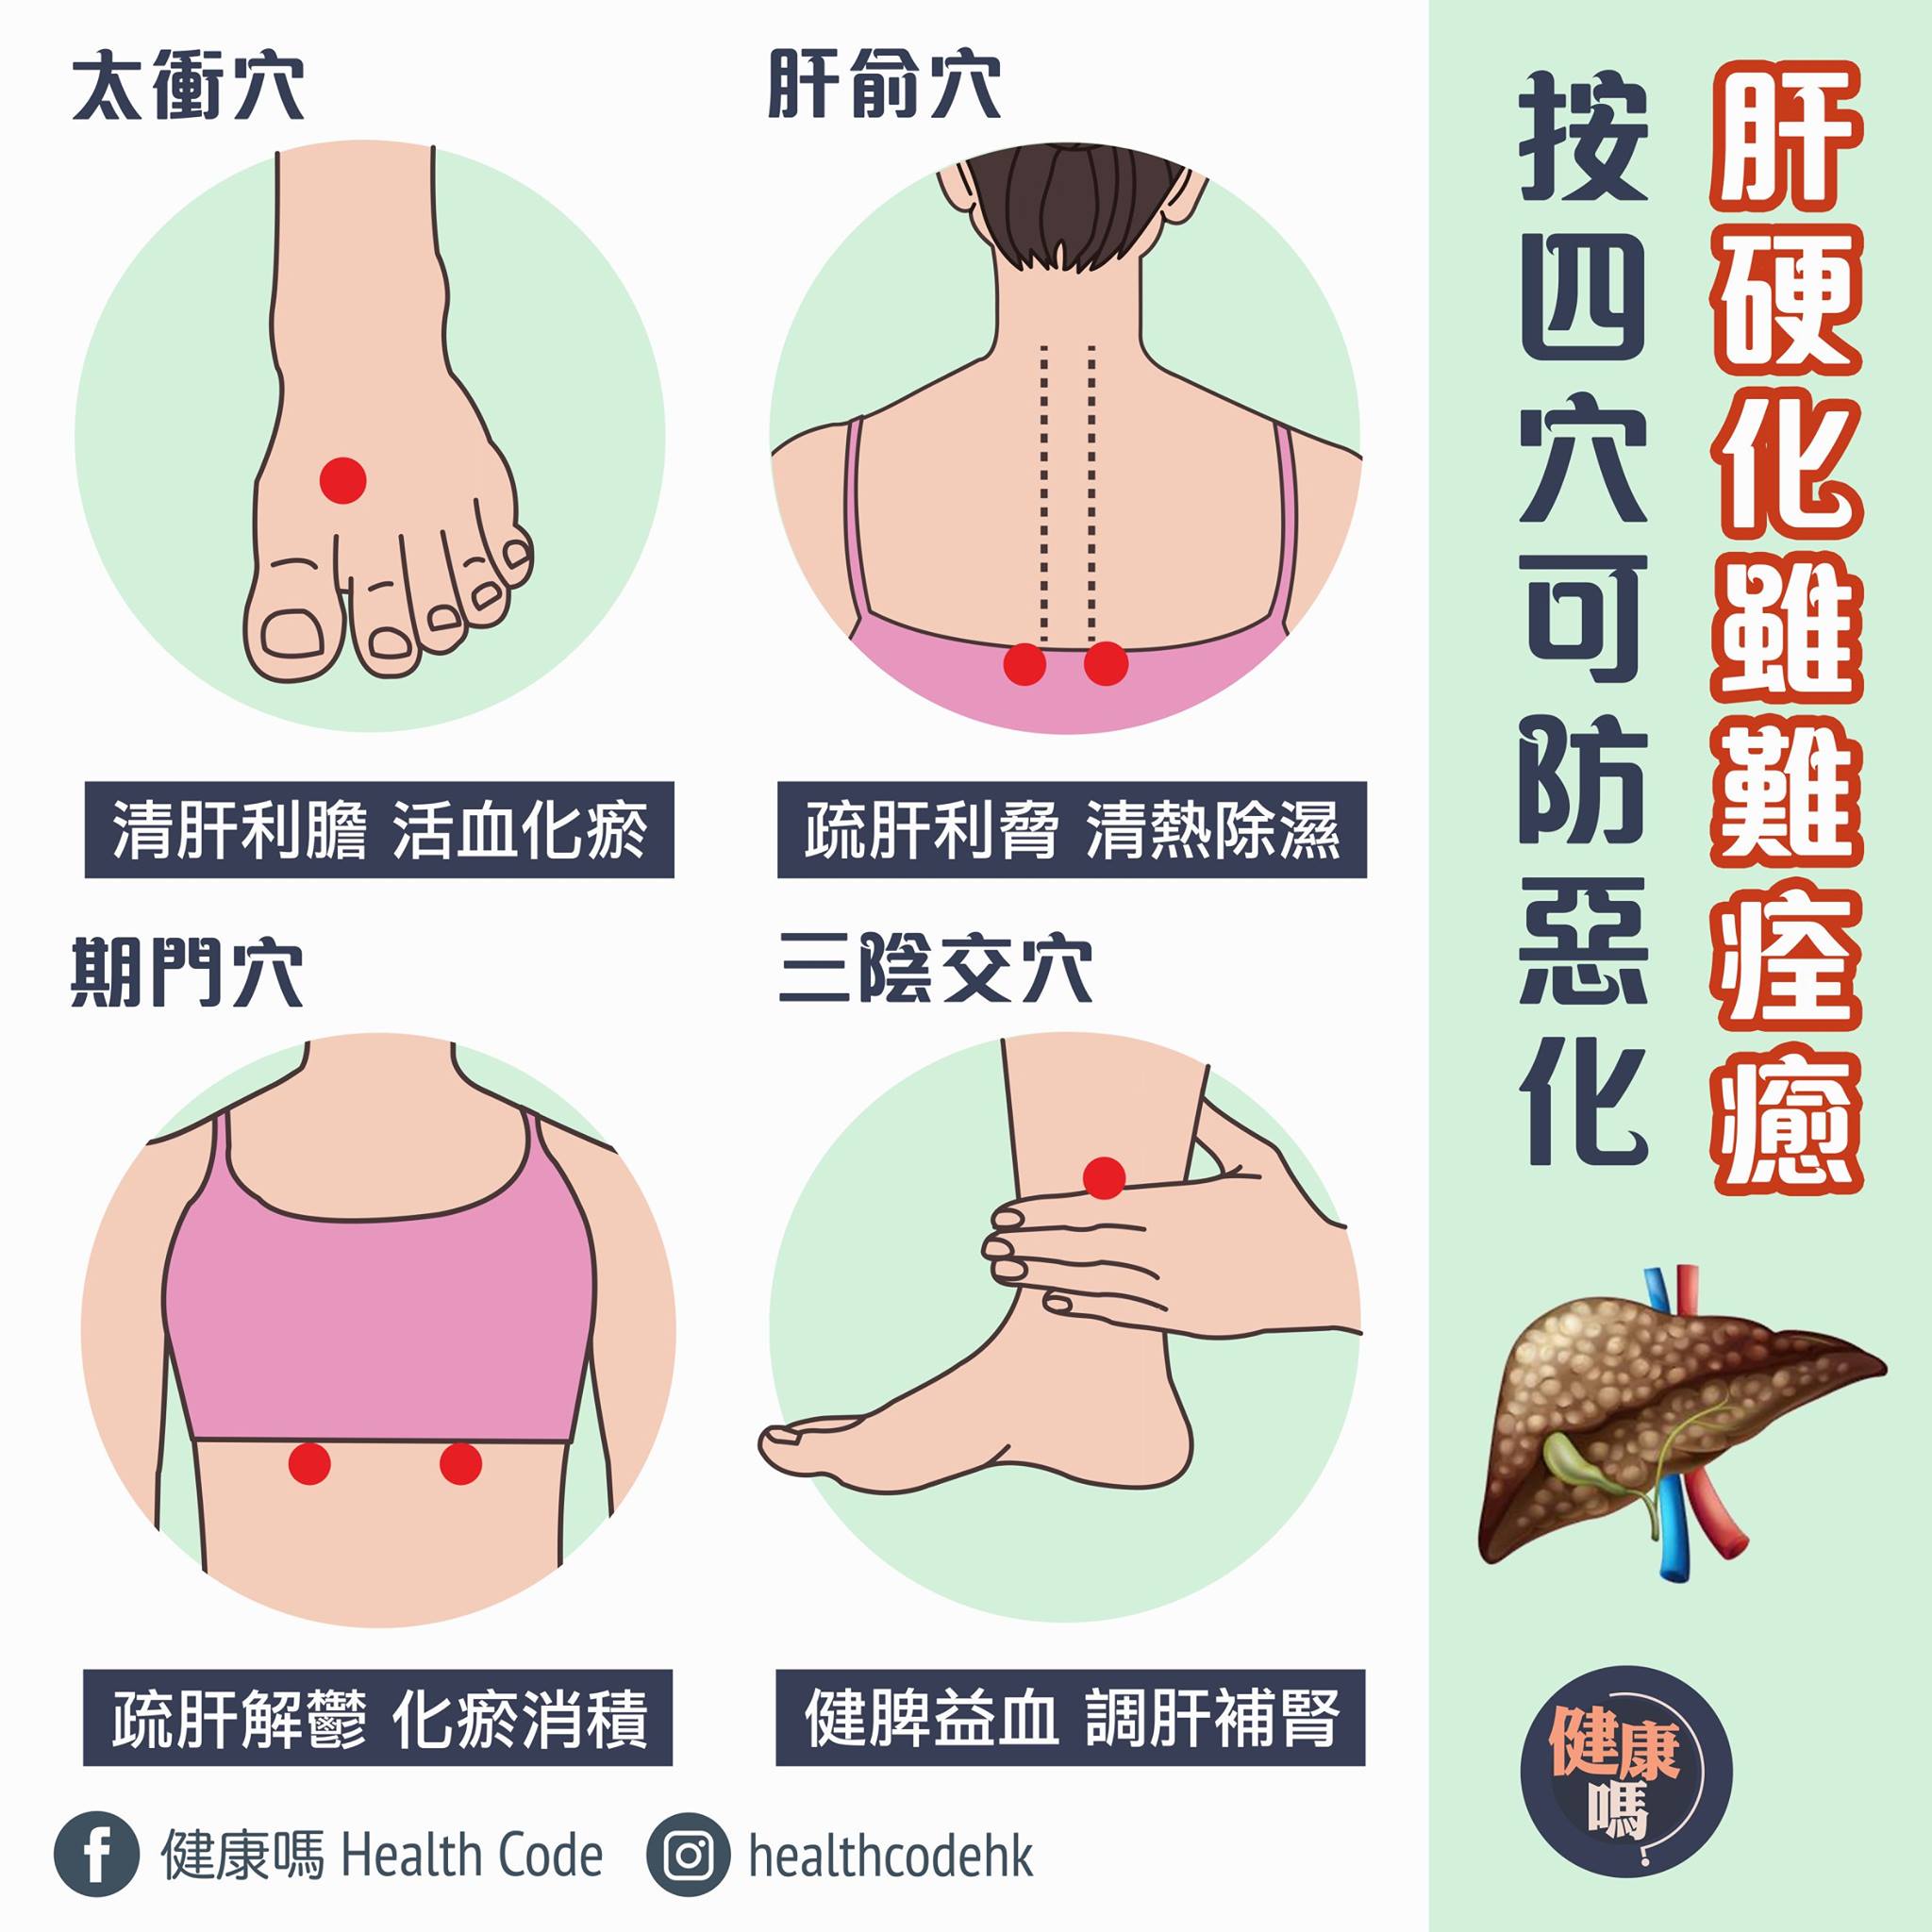 肝硬化雖難痊癒
按四穴可防惡化
太衝穴
清肝利膽 活血化瘀
肝俞穴
疏肝利脅 清熱除濕
期門穴
疏肝解鬱 化瘀消積
三陰交穴
健脾益血 調肝補腎
健康嗎 Health Code
healthcodehk
健康
嗎?